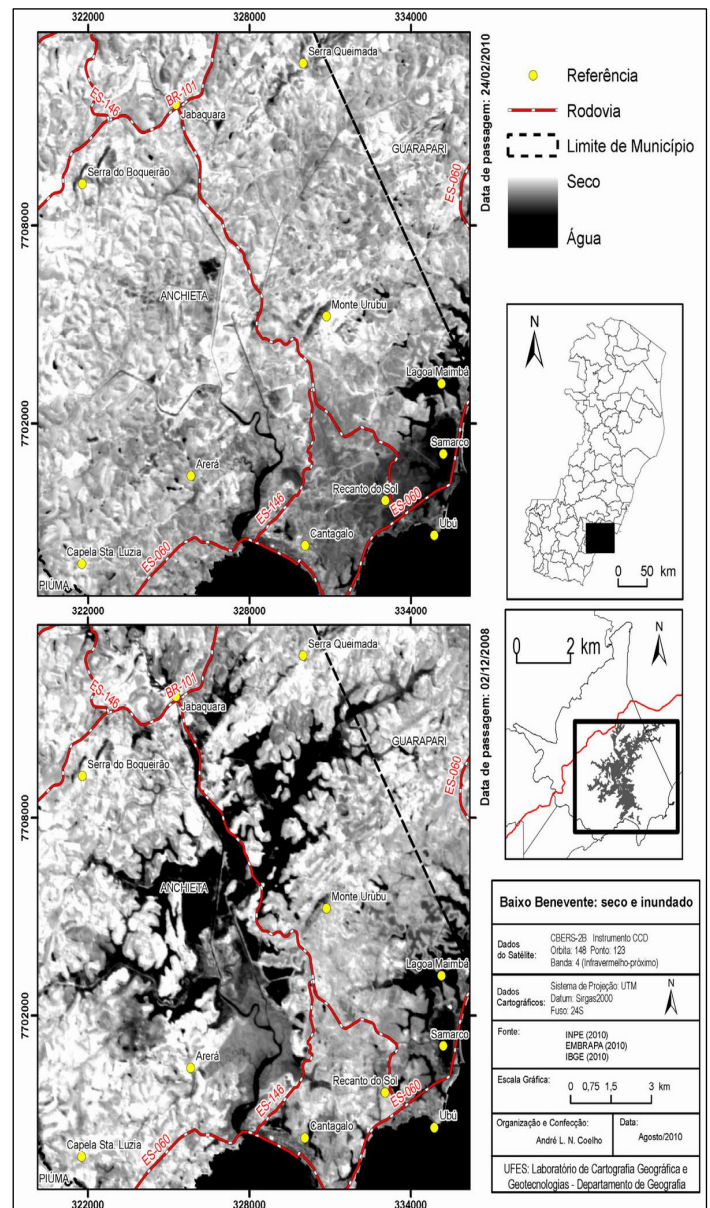 322000 328000 334000
Serra Queimada
ES-146
BR-101
Jabaquara
GUARAPARI
Serra do Boqueirão
ES-060
7708000
ANCHIETA
Monte Urubu
Lagoa Maimbá
7702000
Samarco
Arerá
Recanto do Sol
ES-060
Ubú
ES-146
Cantagalo
Capela Sta. Luzia
ES-060
PIÚMA
322000 328000 334000
Data de passagem: 24/02/2010
Serra Queimada
BR-101
ES-146
Jabaquara
GUARAPARI
Serra do Boqueirão
ES-060
7708000
ANCHIETA
Monte Urubu
Lagoa Maimbá
7702000
Samarco
Arerá
Recanto do Sol
ES-060
Ubú
ES-146
Cantagalo
Capela Sta. Luzia
ES-060
PIÚMA
322000 328000 334000
Data de passagem: 02/12/2008
Referência
Rodovia
Limite de Município
Seco
Água
N
0 50 km
0 2 km
N
Baixo Benevente: seco e inundado
Dados do Satélite:
CBERS-2B Instrumento CCD
Orbita: 148 Ponto: 123
Banda: 4 (Infravermelho-próximo)
Dados Cartográficos:
Sistema de Projeção: UTM
Datum: Sirgas2000
Fuso: 24S
N
Fonte:
INPE (2010)
EMBRAPA (2010)
IBGE (2010)
Escala Gráfica:
0 0,75 1,5 3 km
Organização e Confecção:
André L. N. Coelho
Data:
Agosto/2010
UFES: Laboratório de Cartografia Geográfica e
Geotecnologias - Departamento de Geografia